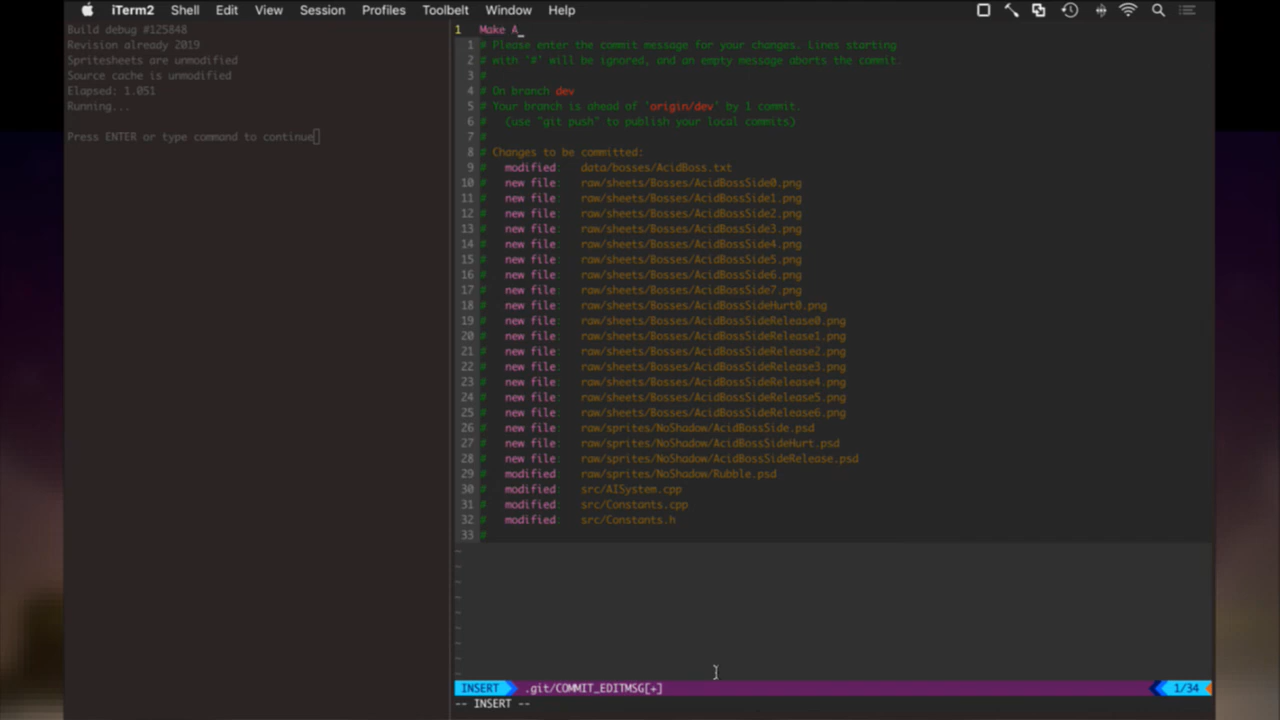 iTerm2 Shell Edit View Session Profiles Toolbelt Window Help
Build debug #125848
Revision already 2019
Spritesheets are unmodified
Source cache is unmodified
Elapsed: 1.051
Running...
Press ENTER or type command to continue
1 Make A_
1 # Please enter the commit message for your changes. Lines starting
2 # with '#' will be ignored, and an empty message aborts the commit.
3 #
4 # On branch dev
5 # Your branch is ahead of 'origin/dev' by 1 commit.
6 #   (use "git push" to publish your local commits)
7 #
8 # Changes to be committed:
9 #   modified:   data/bosses/AcidBoss.txt
10 #   new file:   raw/sheets/Bosses/AcidBossSide0.png
11 #   new file:   raw/sheets/Bosses/AcidBossSide1.png
12 #   new file:   raw/sheets/Bosses/AcidBossSide2.png
13 #   new file:   raw/sheets/Bosses/AcidBossSide3.png
14 #   new file:   raw/sheets/Bosses/AcidBossSide4.png
15 #   new file:   raw/sheets/Bosses/AcidBossSide5.png
16 #   new file:   raw/sheets/Bosses/AcidBossSide6.png
17 #   new file:   raw/sheets/Bosses/AcidBossSide7.png
18 #   new file:   raw/sheets/Bosses/AcidBossSideHurt0.png
19 #   new file:   raw/sheets/Bosses/AcidBossSideRelease0.png
20 #   new file:   raw/sheets/Bosses/AcidBossSideRelease1.png
21 #   new file:   raw/sheets/Bosses/AcidBossSideRelease2.png
22 #   new file:   raw/sheets/Bosses/AcidBossSideRelease3.png
23 #   new file:   raw/sheets/Bosses/AcidBossSideRelease4.png
24 #   new file:   raw/sheets/Bosses/AcidBossSideRelease5.png
25 #   new file:   raw/sheets/Bosses/AcidBossSideRelease6.png
26 #   new file:   raw/sprites/NoShadow/AcidBossSide.psd
27 #   new file:   raw/sprites/NoShadow/AcidBossSideHurt.psd
28 #   new file:   raw/sprites/NoShadow/AcidBossSideRelease.psd
29 #   modified:   raw/sprites/NoShadow/Rubble.psd
30 #   modified:   src/AISystem.cpp
31 #   modified:   src/Constants.cpp
32 #   modified:   src/Constants.h
33 #
~
~
~
~
~
~
~
~
~
INSERT .git/COMMIT_EDITMSG[+] 1/34
-- INSERT --